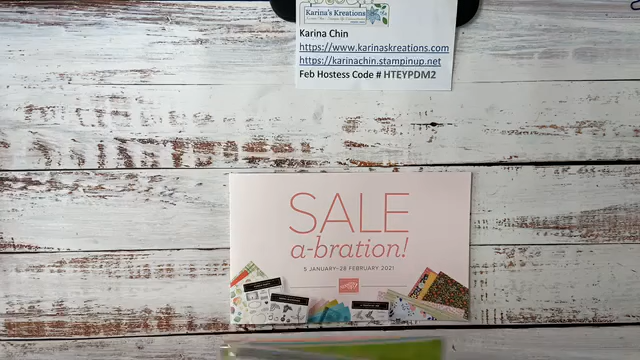 Karina's Kreations
Karina Chin
https://www.karinaskreations.com
https://karinachin.stampinup.net
Feb Hostess Code # HTEYPDM2
SALE
a-bration!
5 JANUARY–28 FEBRUARY 2021